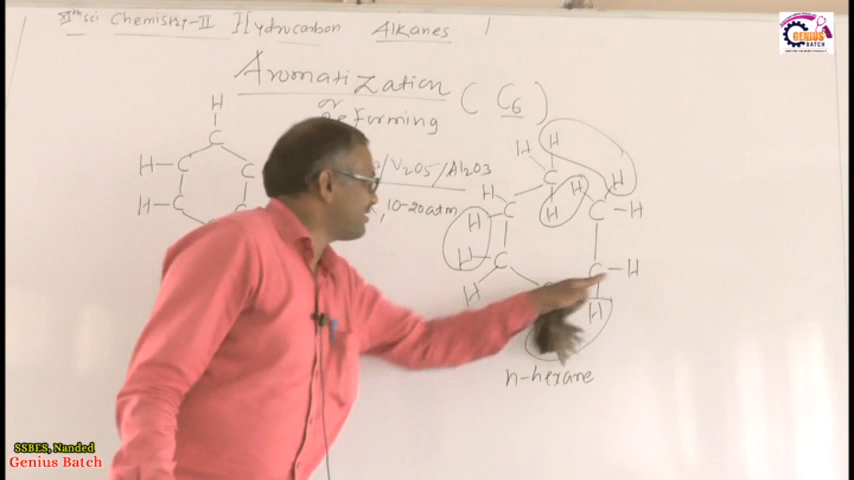 XIth sci Chemistry-II Hydrocarbon Alkanes
GENIUS
BATCH
Aromatization (C6)
or
Reforming
H
C
H-C C
H-C C
/V2O5/Al2O3
,10-20atm
H H
C H H
H C H C-H
H
H C C-H
H H
n-hexane
SSBES, Nanded
Genius Batch